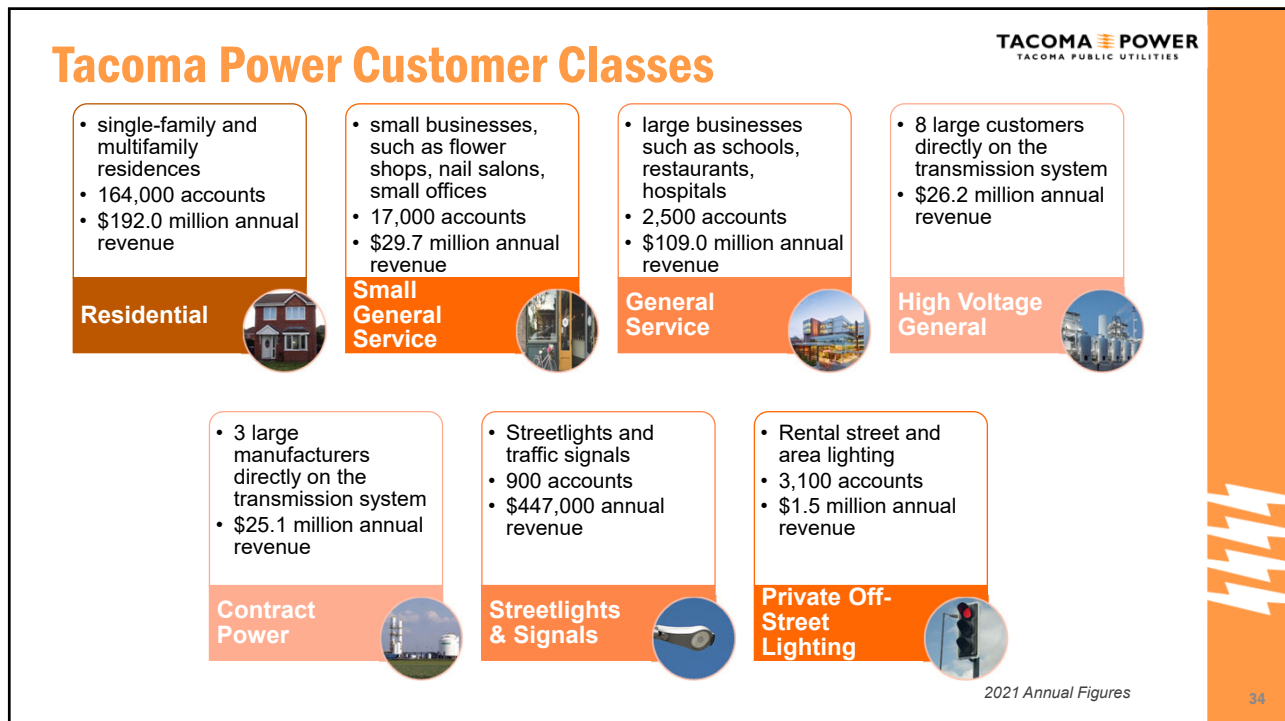 Tacoma Power Customer Classes
TACOMA POWER
TACOMA PUBLIC UTILITIES
• single-family and
multifamily
residences
• 164,000 accounts
• $192.0 million annual
revenue
Residential
• small businesses,
such as flower
shops, nail salons,
small offices
• 17,000 accounts
• $29.7 million annual
revenue
Small
General
Service
• large businesses
such as schools,
restaurants,
hospitals
• 2,500 accounts
• $109.0 million annual
revenue
General
Service
• 8 large customers
directly on the
transmission system
• $26.2 million annual
revenue
High Voltage
General
• 3 large
manufacturers
directly on the
transmission system
• $25.1 million annual
revenue
Contract
Power
• Streetlights and
traffic signals
• 900 accounts
• $447,000 annual
revenue
Streetlights
& Signals
• Rental street and
area lighting
• 3,100 accounts
• $1.5 million annual
revenue
Private Off-
Street
Lighting
2021 Annual Figures
34